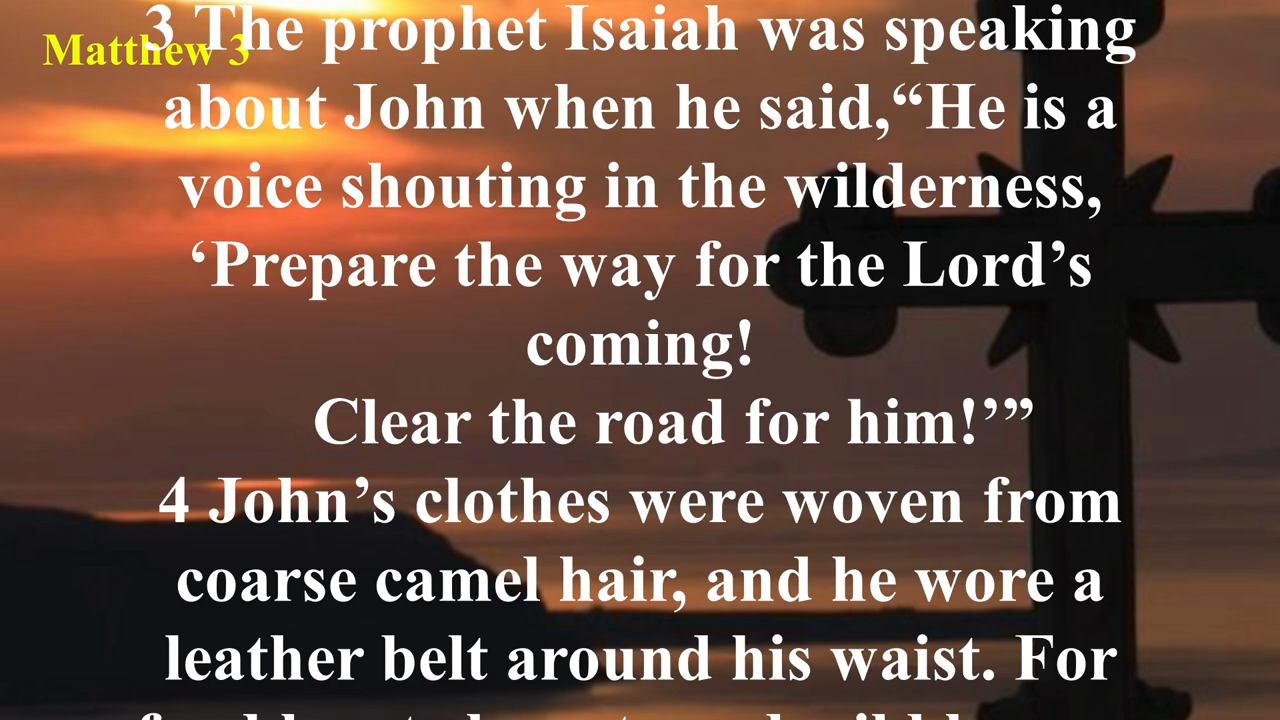 Matthew 3
3 The prophet Isaiah was speaking
about John when he said,“He is a
voice shouting in the wilderness,
‘Prepare the way for the Lord’s
coming!
Clear the road for him!’”
4 John’s clothes were woven from
coarse camel hair, and he wore a
leather belt around his waist. For